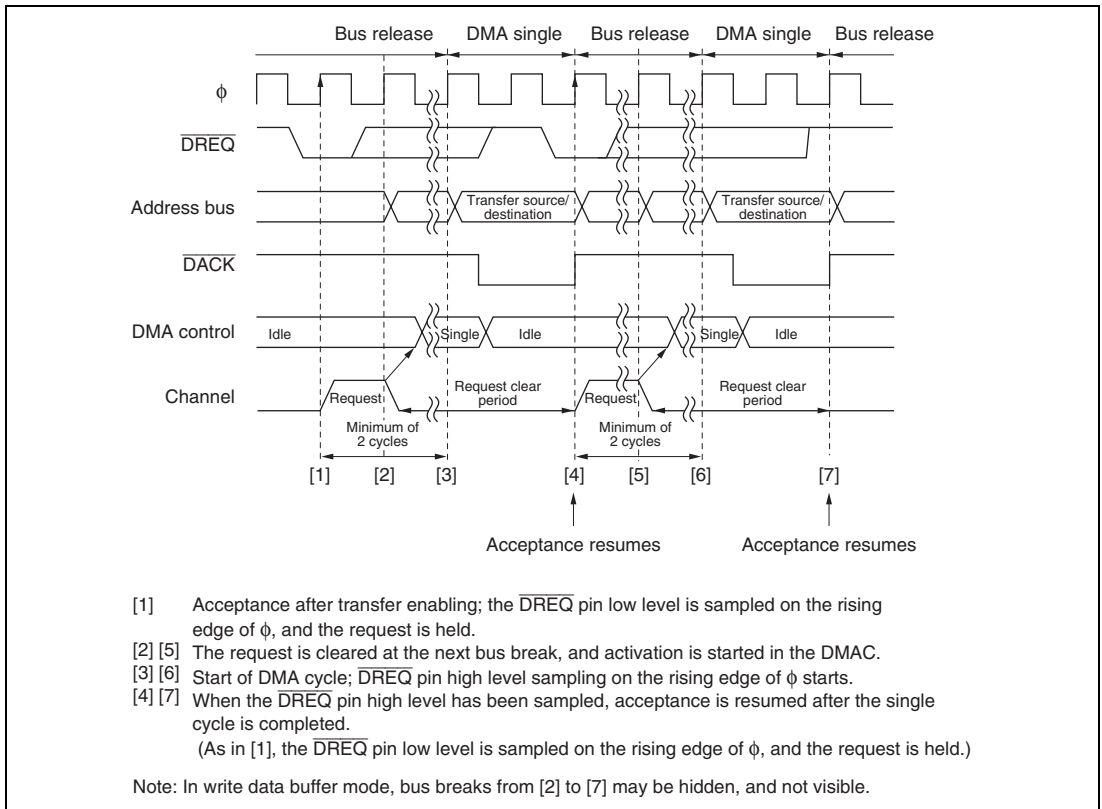 Bus release DMA single Bus release DMA single Bus release
φ
DREQ
Address bus
Transfer source/ Transfer source/
destination destination
DACK
DMA control
Idle Single Idle Single Idle
Channel
Request Request clear Request Request clear
period period
Minimum of Minimum of
2 cycles 2 cycles
[1] [2] [3] [4] [5] [6] [7]
Acceptance resumes Acceptance resumes
[1] Acceptance after transfer enabling; the DREQ pin low level is sampled on the rising
edge of φ, and the request is held.
[2] [5] The request is cleared at the next bus break, and activation is started in the DMAC.
[3] [6] Start of DMA cycle; DREQ pin high level sampling on the rising edge of φ starts.
[4] [7] When the DREQ pin high level has been sampled, acceptance is resumed after the single
cycle is completed.
(As in [1], the DREQ pin low level is sampled on the rising edge of φ, and the request is held.)
Note: In write data buffer mode, bus breaks from [2] to [7] may be hidden, and not visible.